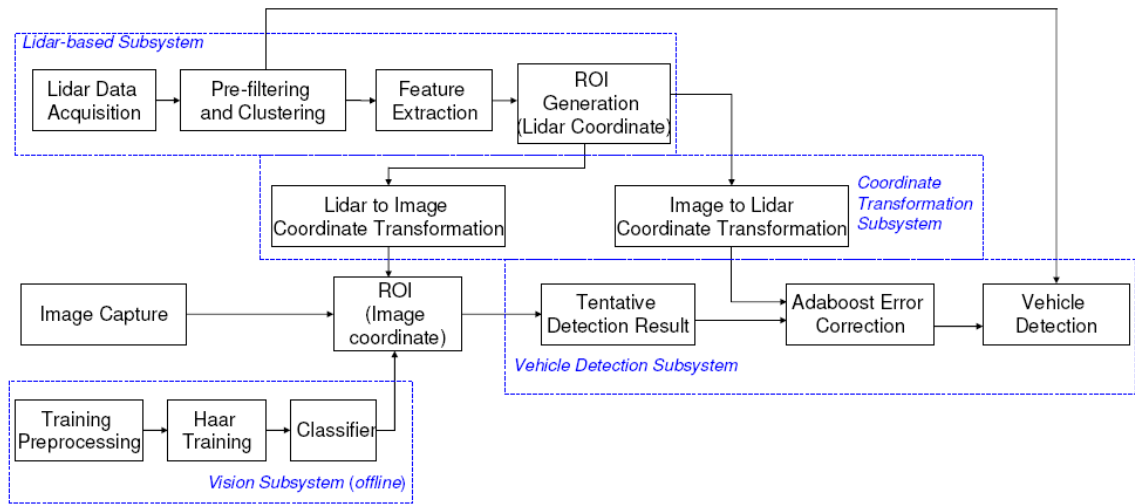 Lidar-based Subsystem
Lidar Data
Acquisition
Pre-filtering
and Clustering
Feature
Extraction
ROI
Generation
(Lidar Coordinate)
Lidar to Image
Coordinate Transformation
Image to Lidar
Coordinate Transformation
Coordinate
Transformation
Subsystem
Image Capture
ROI
(Image
coordinate)
Tentative
Detection Result
Adaboost Error
Correction
Vehicle
Detection
Vehicle Detection Subsystem
Training
Preprocessing
Haar
Training
Classifier
Vision Subsystem (offline)